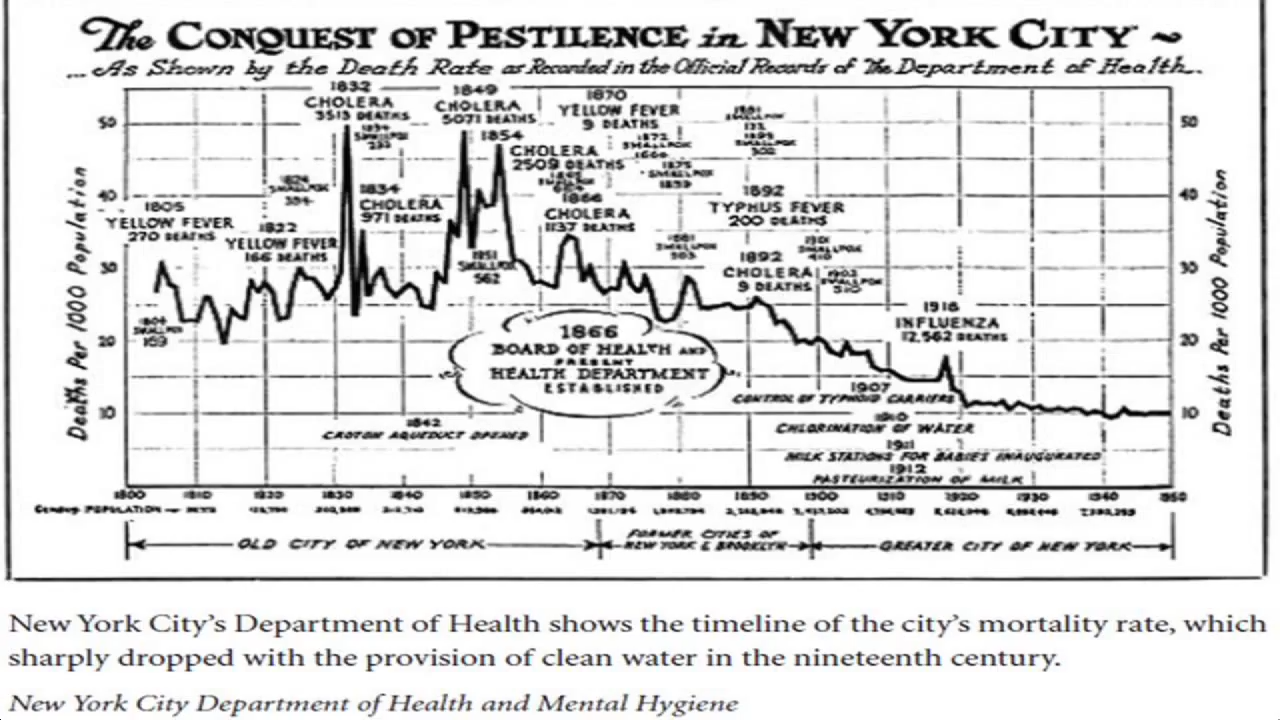 The CONQUEST OF PESTILENCE in NEW YORK CITY ~
... As Shown by the Death Rate as Recorded in the Official Records of The Department of Health...
1832
CHOLERA
3513 DEATHS
1849
CHOLERA
5071 DEATHS
1870
YELLOW FEVER
9 DEATHS
1854
CHOLERA
2509 DEATHS
1834
CHOLERA
971 DEATHS
1866
CHOLERA
1137 DEATHS
1805
YELLOW FEVER
270 DEATHS
1822
YELLOW FEVER
166 DEATHS
1892
TYPHUS FEVER
200 DEATHS
1892
CHOLERA
9 DEATHS
1851
SMALLPOX
562
1918
INFLUENZA
12,562 DEATHS
1866
BOARD OF HEALTH AND
PRESENT
HEALTH DEPARTMENT
ESTABLISHED
1907
CONTROL OF TYPHOID CARRIERS
1910
CHLORINATION OF WATER
1911
MILK STATIONS FOR BABIES INAUGURATED
1912
PASTEURIZATION OF MILK
1842
CROTON AQUEDUCT OPENED
Deaths Per 1000 Population
50
40
30
20
10
50
40
30
20
10
Deaths Per 1000 Population
1800 1810 1820 1830 1840 1850 1860 1870 1880 1890 1900 1910 1920 1930 1940 1950
POPULATION
OLD CITY OF NEW YORK
FORMER CITIES OF
NEW YORK & BROOKLYN
GREATER CITY OF NEW YORK
New York City's Department of Health shows the timeline of the city's mortality rate, which
sharply dropped with the provision of clean water in the nineteenth century.
New York City Department of Health and Mental Hygiene